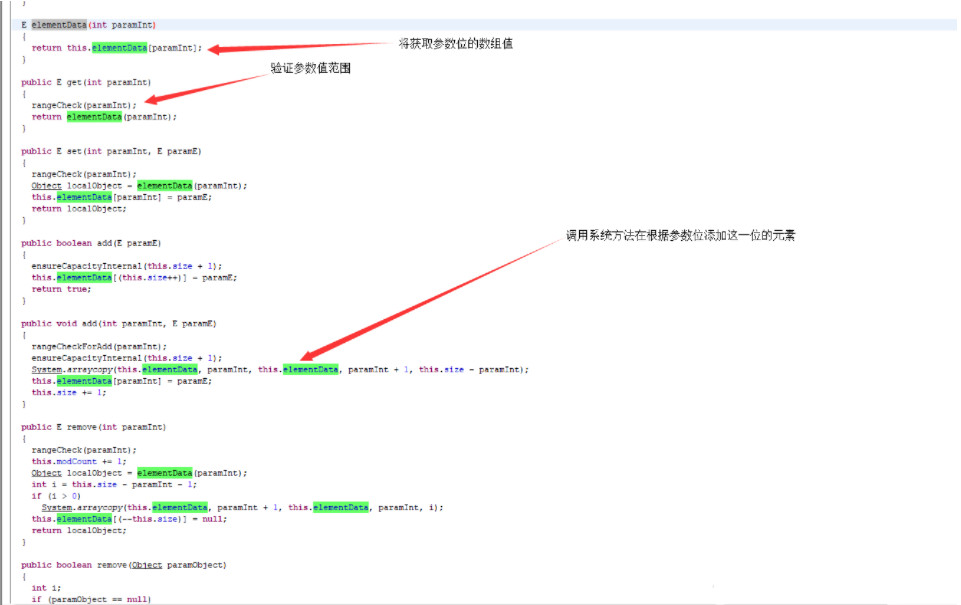 }
E elementData(int paramInt)
{
return this.elementData[paramInt];
将获取参数位的数组值
}
验证参数值范围
public E get(int paramInt)
{
rangeCheck(paramInt);
return elementData(paramInt);
}
public E set(int paramInt, E paramE)
{
rangeCheck(paramInt);
Object localObject = elementData(paramInt);
this.elementData[paramInt] = paramE;
return localObject;
}
public boolean add(E paramE)
调用系统方法在根据参数位添加这一位的元素
{
ensureCapacityInternal(this.size + 1);
this.elementData[(this.size++)] = paramE;
return true;
}
public void add(int paramInt, E paramE)
{
rangeCheckForAdd(paramInt);
ensureCapacityInternal(this.size + 1);
System.arraycopy(this.elementData, paramInt, this.elementData, paramInt + 1, this.size - paramInt);
this.elementData[paramInt] = paramE;
this.size += 1;
}
public E remove(int paramInt)
{
rangeCheck(paramInt);
this.modCount += 1;
Object localObject = elementData(paramInt);
int i = this.size - paramInt - 1;
if (i > 0)
System.arraycopy(this.elementData, paramInt + 1, this.elementData, paramInt, i);
this.elementData[(--this.size)] = null;
return localObject;
}
public boolean remove(Object paramObject)
{
int i;
if (paramObject == null)